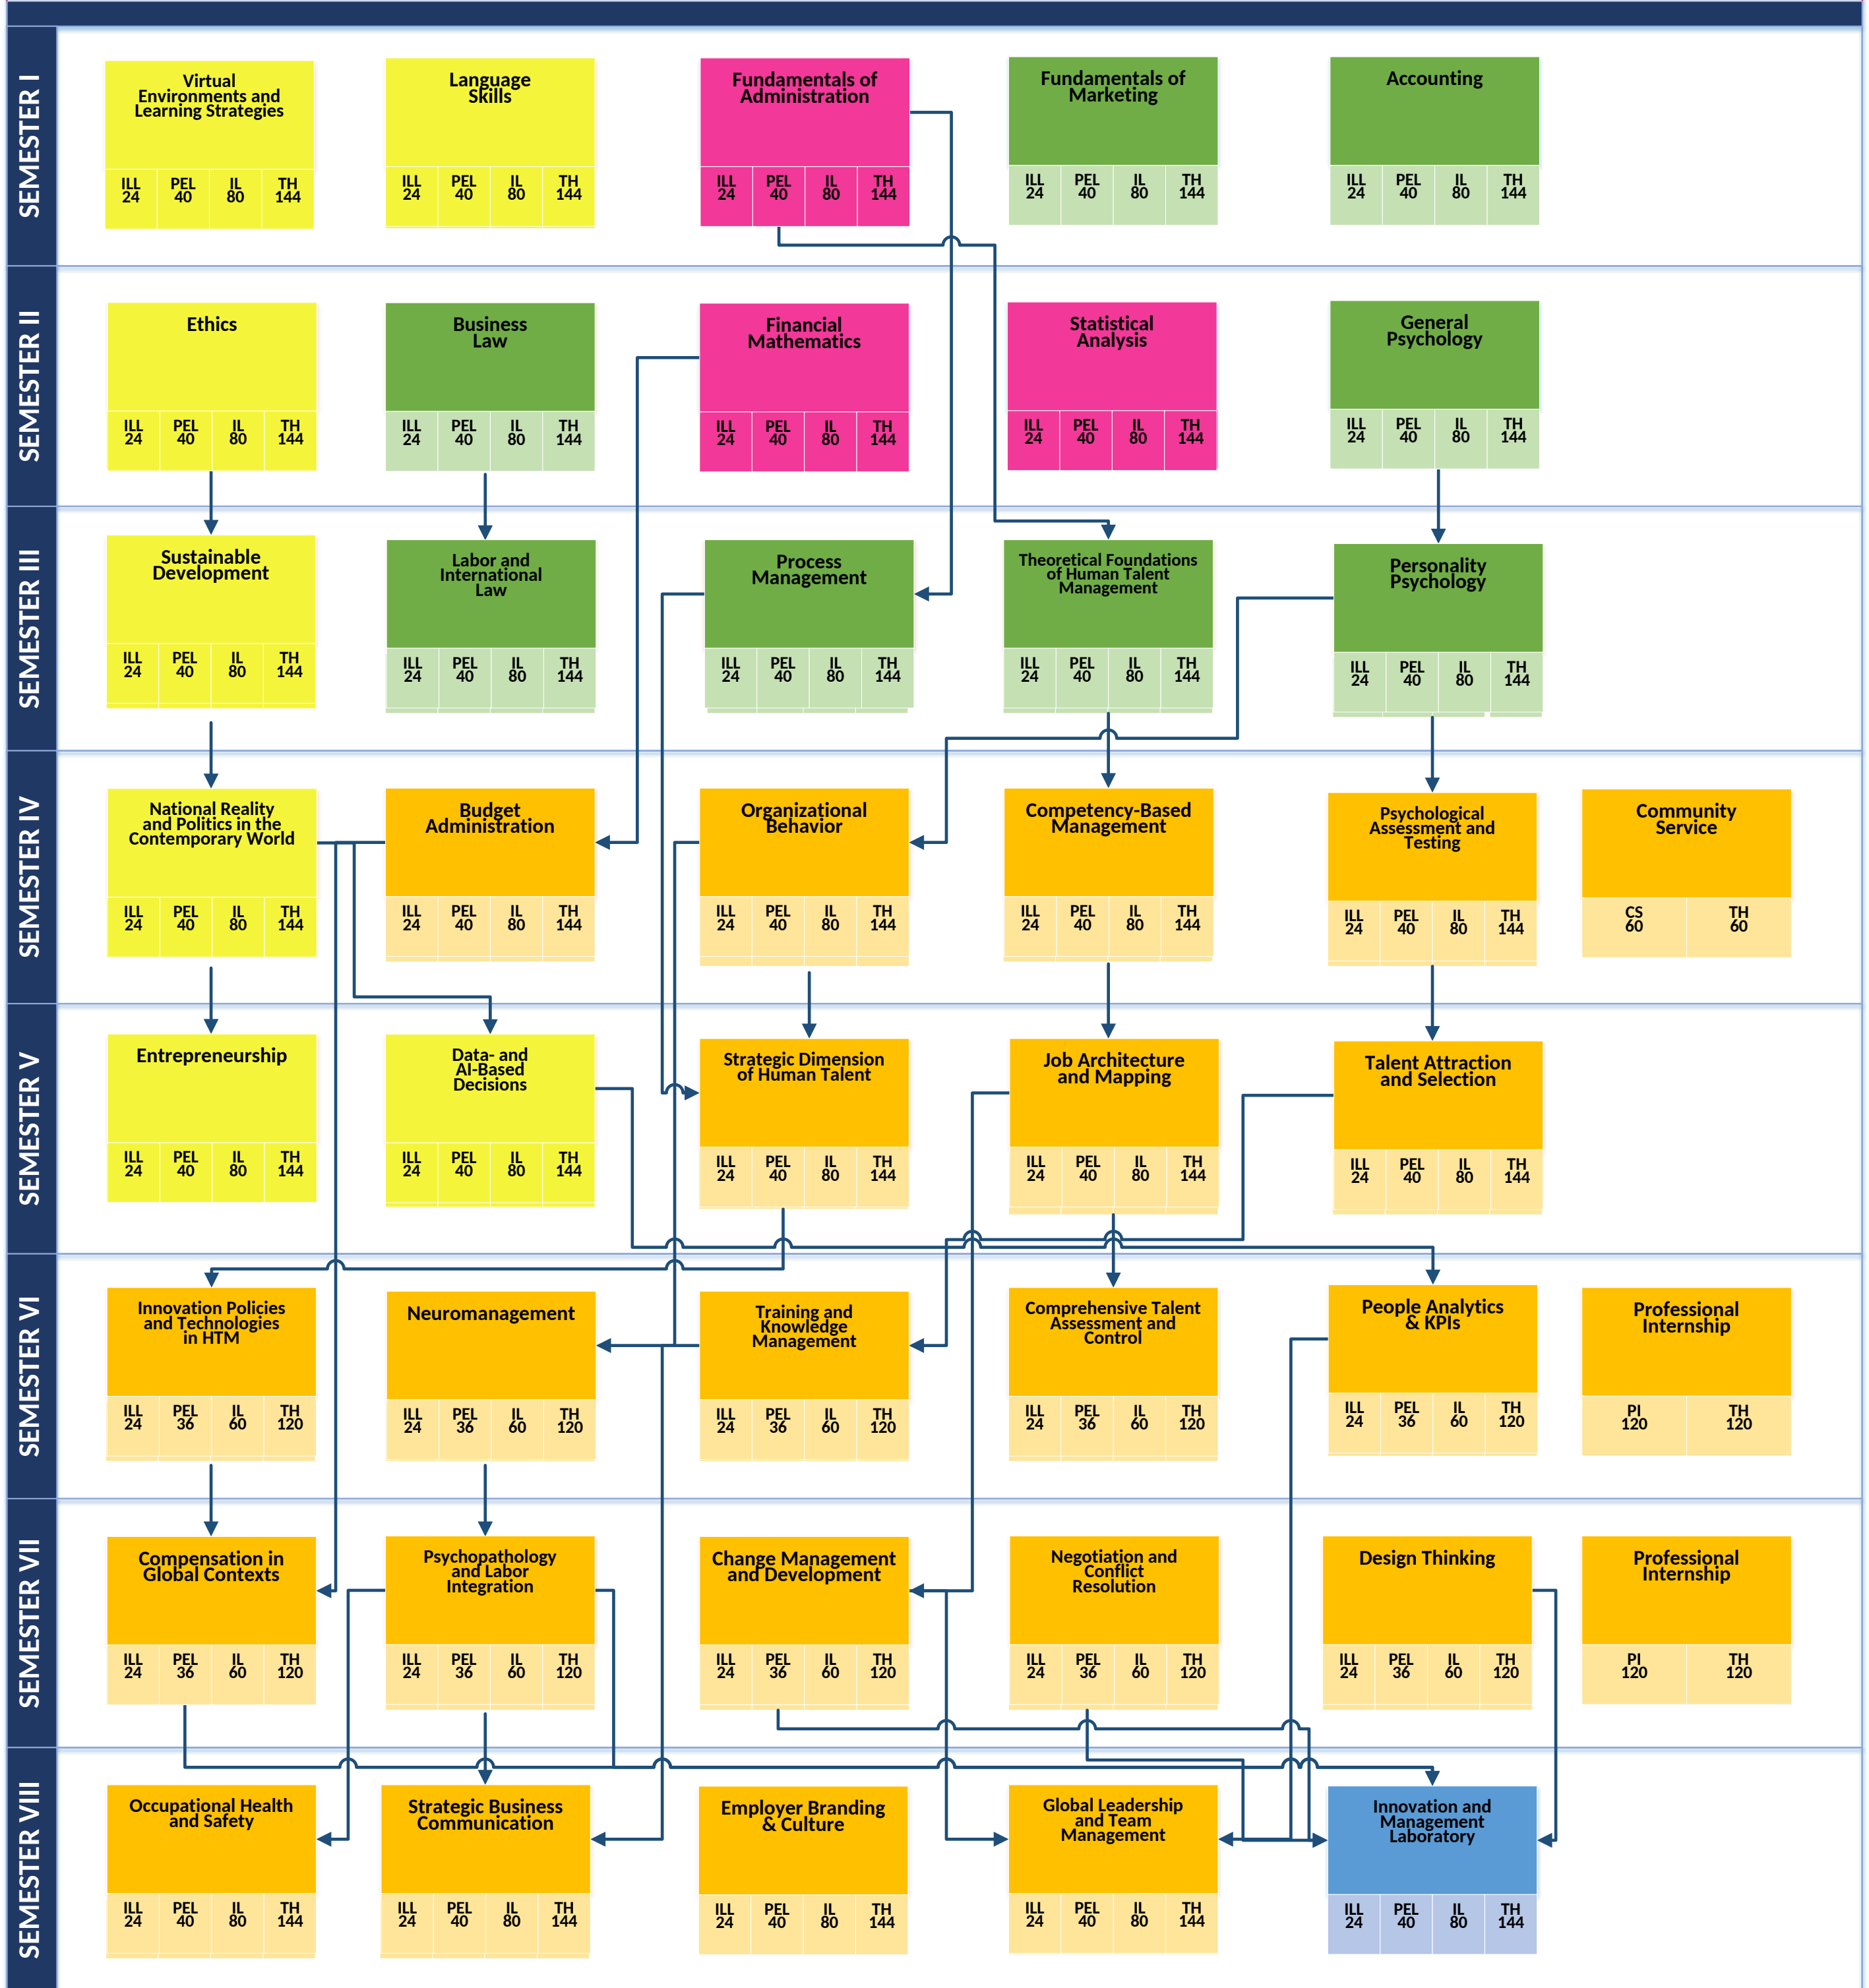 SEMESTER I
Virtual
Environments and
Learning Strategies
ILL PEL IL TH
24 40 80 144
Language
Skills
ILL PEL IL TH
24 40 80 144
Fundamentals of
Administration
ILL PEL IL TH
24 40 80 144
Fundamentals of
Marketing
ILL PEL IL TH
24 40 80 144
Accounting
ILL PEL IL TH
24 40 80 144
SEMESTER II
Ethics
ILL PEL IL TH
24 40 80 144
Business
Law
ILL PEL IL TH
24 40 80 144
Financial
Mathematics
ILL PEL IL TH
24 40 80 144
Statistical
Analysis
ILL PEL IL TH
24 40 80 144
General
Psychology
ILL PEL IL TH
24 40 80 144
SEMESTER III
Sustainable
Development
ILL PEL IL TH
24 40 80 144
Labor and
International
Law
ILL PEL IL TH
24 40 80 144
Process
Management
ILL PEL IL TH
24 40 80 144
Theoretical Foundations
of Human Talent
Management
ILL PEL IL TH
24 40 80 144
Personality
Psychology
ILL PEL IL TH
24 40 80 144
SEMESTER IV
National Reality
and Politics in the
Contemporary World
ILL PEL IL TH
24 40 80 144
Budget
Administration
ILL PEL IL TH
24 40 80 144
Organizational
Behavior
ILL PEL IL TH
24 40 80 144
Competency-Based
Management
ILL PEL IL TH
24 40 80 144
Psychological
Assessment and
Testing
ILL PEL IL TH
24 40 80 144
Community
Service
CS TH
60 60
SEMESTER V
Entrepreneurship
ILL PEL IL TH
24 40 80 144
Data- and
AI-Based
Decisions
ILL PEL IL TH
24 40 80 144
Strategic Dimension
of Human Talent
ILL PEL IL TH
24 40 80 144
Job Architecture
and Mapping
ILL PEL IL TH
24 40 80 144
Talent Attraction
and Selection
ILL PEL IL TH
24 40 80 144
SEMESTER VI
Innovation Policies
and Technologies
in HTM
ILL PEL IL TH
24 36 60 120
Neuromanagement
ILL PEL IL TH
24 36 60 120
Training and
Knowledge
Management
ILL PEL IL TH
24 36 60 120
Comprehensive Talent
Assessment and
Control
ILL PEL IL TH
24 36 60 120
People Analytics
& KPIs
ILL PEL IL TH
24 36 60 120
Professional
Internship
PI TH
120 120
SEMESTER VII
Compensation in
Global Contexts
ILL PEL IL TH
24 36 60 120
Psychopathology
and Labor
Integration
ILL PEL IL TH
24 36 60 120
Change Management
and Development
ILL PEL IL TH
24 36 60 120
Negotiation and
Conflict
Resolution
ILL PEL IL TH
24 36 60 120
Design Thinking
ILL PEL IL TH
24 36 60 120
Professional
Internship
PI TH
120 120
SEMESTER VIII
Occupational Health
and Safety
ILL PEL IL TH
24 40 80 144
Strategic Business
Communication
ILL PEL IL TH
24 40 80 144
Employer Branding
& Culture
ILL PEL IL TH
24 40 80 144
Global Leadership
and Team
Management
ILL PEL IL TH
24 40 80 144
Innovation and
Management
Laboratory
ILL PEL IL TH
24 40 80 144